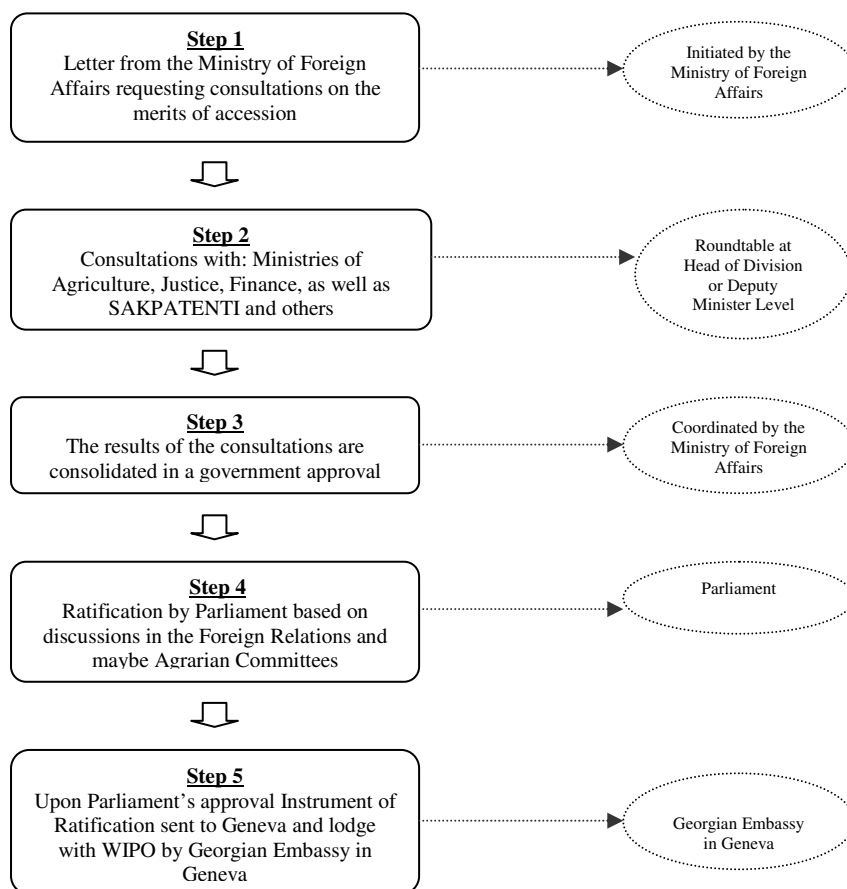 Step 1
Letter from the Ministry of Foreign
Affairs requesting consultations on the
merits of accession
Initiated by the
Ministry of Foreign
Affairs
Step 2
Consultations with: Ministries of
Agriculture, Justice, Finance, as well as
SAKPATENTI and others
Roundtable at
Head of Division
or Deputy
Minister Level
Step 3
The results of the consultations are
consolidated in a government approval
Coordinated by the
Ministry of Foreign
Affairs
Step 4
Ratification by Parliament based on
discussions in the Foreign Relations and
maybe Agrarian Committees
Parliament
Step 5
Upon Parliament’s approval Instrument of
Ratification sent to Geneva and lodge
with WIPO by Georgian Embassy in
Geneva
Georgian Embassy
in Geneva